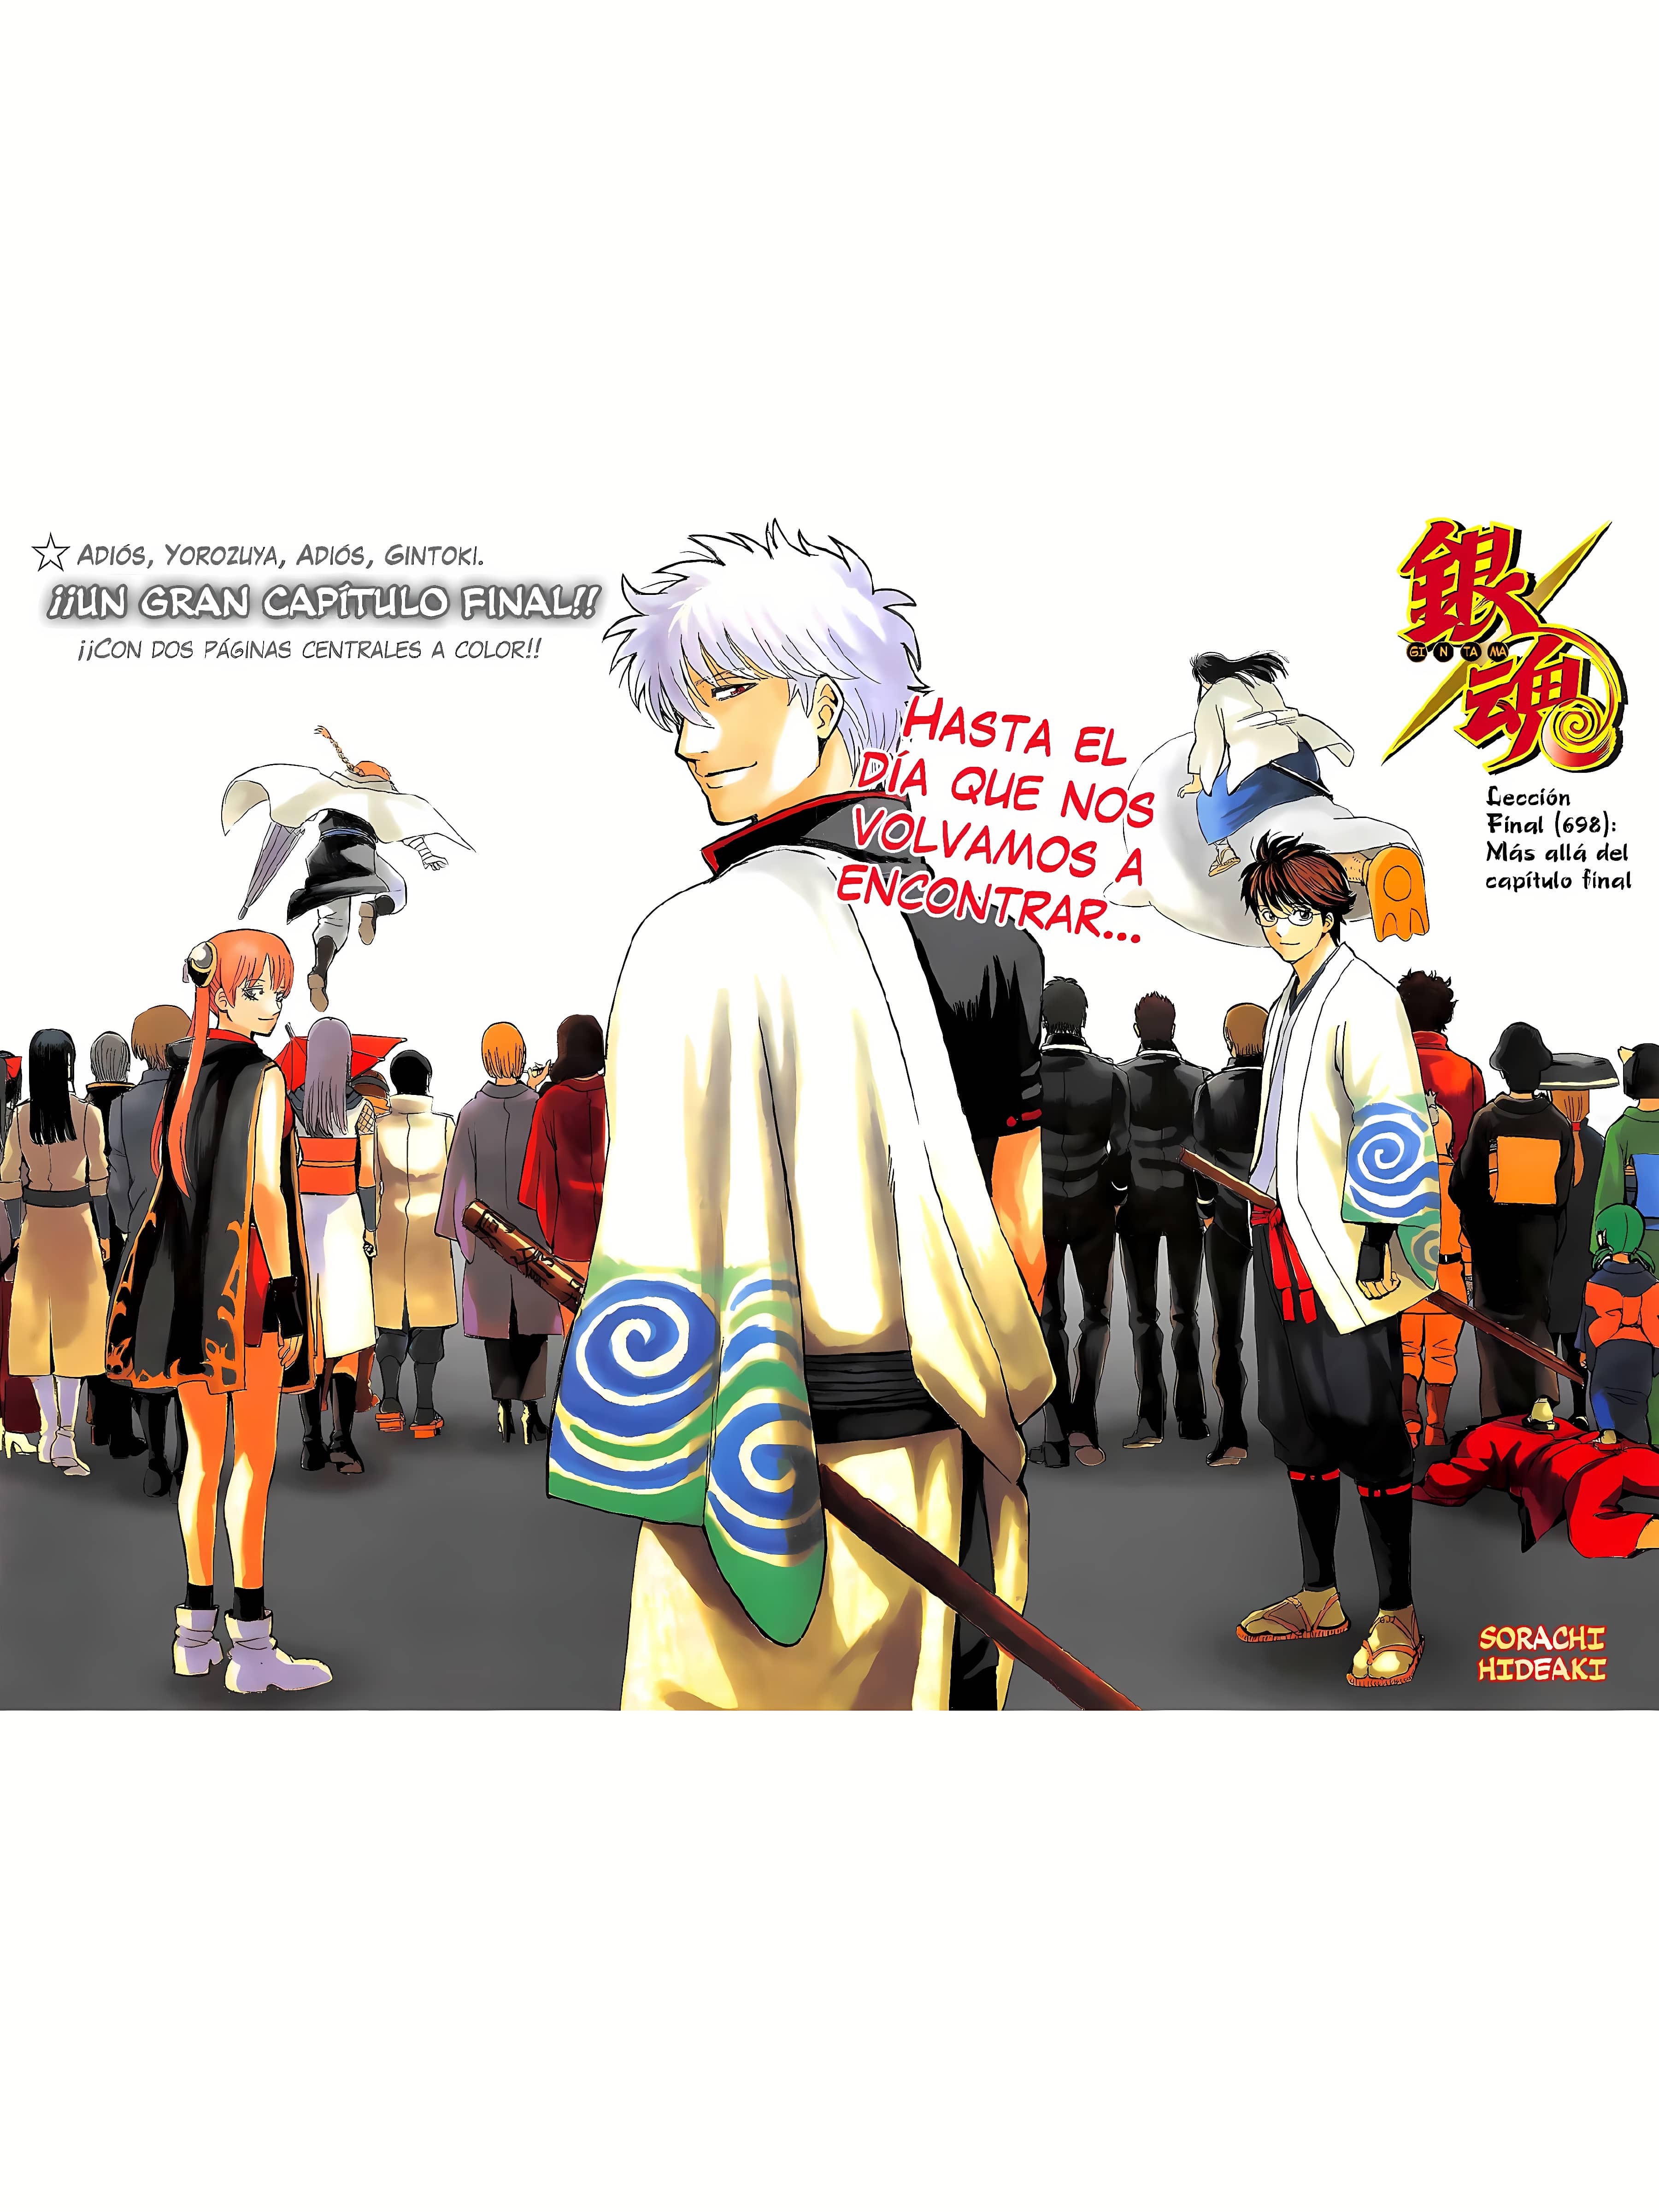 ☆ Adiós, Yorozuya, Adiós, Gintoki.
¡¡Un gran capítulo final!!
¡¡Con dos páginas centrales a color!!
Hasta el
día que nos
volvamos a
encontrar...
銀
GI N TA MA
魂
Lección
Final (698):
Más allá del
capítulo final
SORACHI
HIDEAKI